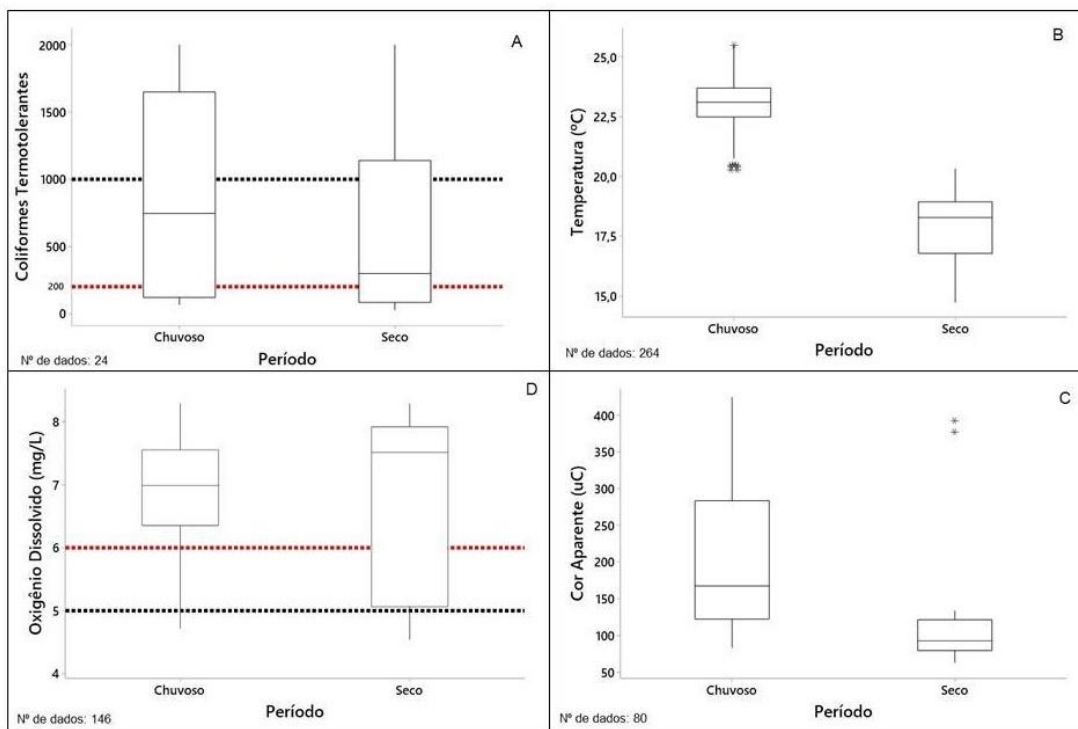 A
Coliformes Termotolerantes
2000
1500
1000
500
200
0
Chuvoso
Seco
Nº de dados: 24
Período
B
Temperatura (ºC)
25,0
22,5
20,0
17,5
15,0
Chuvoso
Seco
Nº de dados: 264
Período
D
Oxigênio Dissolvido (mg/L)
8
7
6
5
4
Chuvoso
Seco
Nº de dados: 146
Período
C
Cor Aparente (uC)
400
350
300
250
200
150
100
50
Chuvoso
Seco
Nº de dados: 80
Período